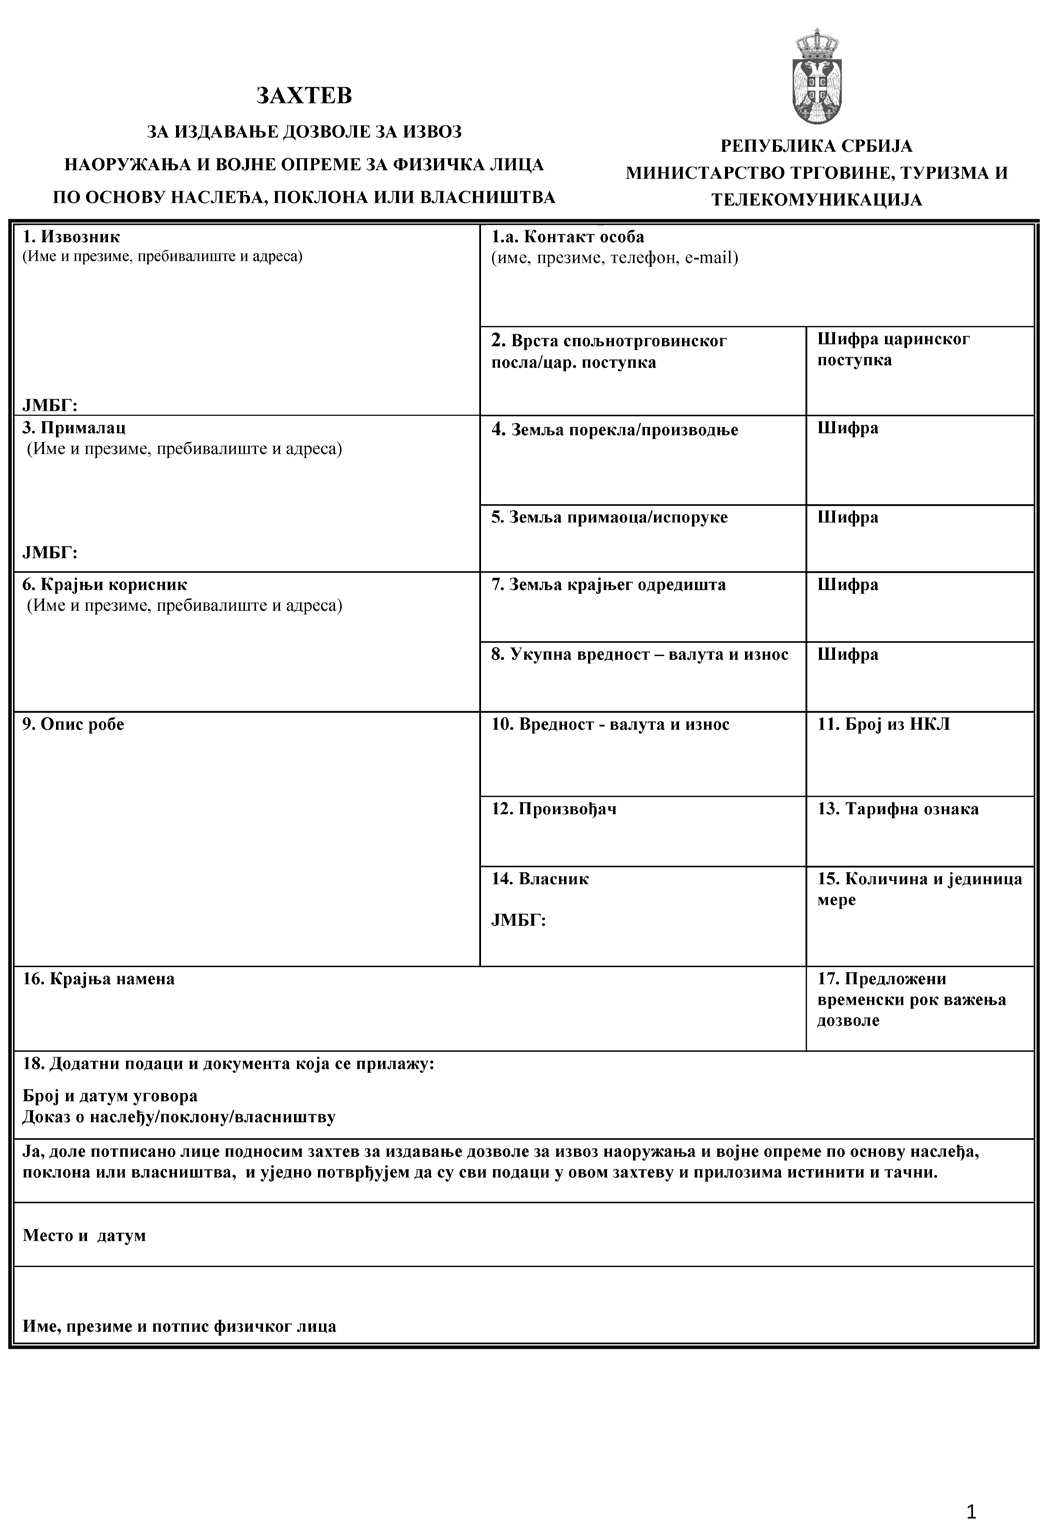 ЗАХТЕВ
ЗА ИЗДАВАЊЕ ДОЗВОЛЕ ЗА ИЗВОЗ
НАОРУЖАЊА И ВОЈНЕ ОПРЕМЕ ЗА ФИЗИЧКА ЛИЦА
ПО ОСНОВУ НАСЛЕЂА, ПОКЛОНА ИЛИ ВЛАСНИШТВА
РЕПУБЛИКА СРБИЈА
МИНИСТАРСТВО ТРГОВИНЕ, ТУРИЗМА И
ТЕЛЕКОМУНИКАЦИЈА
1. Извозник
(Име и презиме, пребивалиште и адреса)
ЈМБГ:
1.а. Контакт особа
(име, презиме, телефон, e-mail)
2. Врста спољнотрговинског
посла/цар. поступка
Шифра царинског
поступка
3. Прималац
(Име и презиме, пребивалиште и адреса)
ЈМБГ:
4. Земља порекла/производње
Шифра
5. Земља примаоца/испоруке
Шифра
6. Крајњи корисник
(Име и презиме, пребивалиште и адреса)
7. Земља крајњег одредишта
Шифра
8. Укупна вредност – валута и износ
Шифра
9. Опис робе
10. Вредност - валута и износ
11. Број из НКЛ
12. Произвођач
13. Тарифна ознака
14. Власник
ЈМБГ:
15. Количина и јединица
мере
16. Крајња намена
17. Предложени
временски рок важења
дозволе
18. Додатни подаци и документа која се прилажу:
Број и датум уговора
Доказ о наслеђу/поклону/власништву
Ја, доле потписано лице подносим захтев за издавање дозволе за извоз наоружања и војне опреме по основу наслеђа,
поклона или власништва, и уједно потврђујем да су сви подаци у овом захтеву и прилозима истинити и тачни.
Место и датум
Име, презиме и потпис физичког лица
1